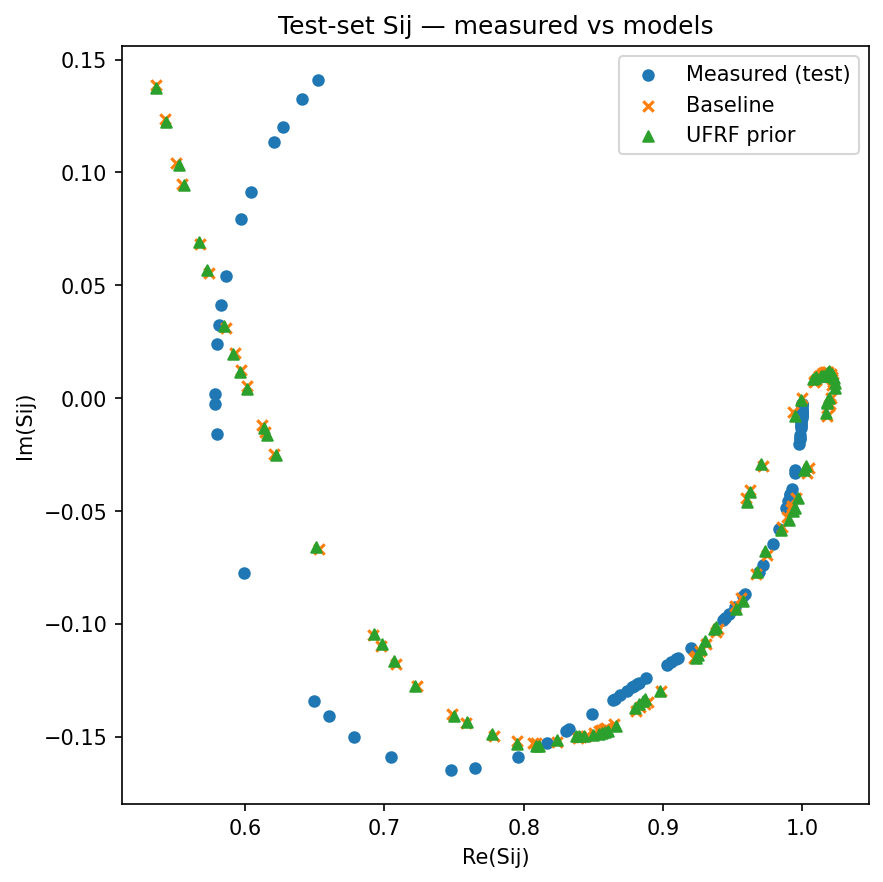 Test-set Sij — measured vs models
Measured (test)
Baseline
UFRF prior
0.15
0.10
0.05
0.00
−0.05
−0.10
−0.15
Im(Sij)
0.6 0.7 0.8 0.9 1.0
Re(Sij)